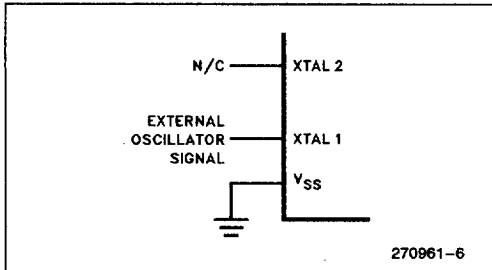 N/C XTAL 2
EXTERNAL
OSCILLATOR XTAL 1
SIGNAL
VSS
270961-6